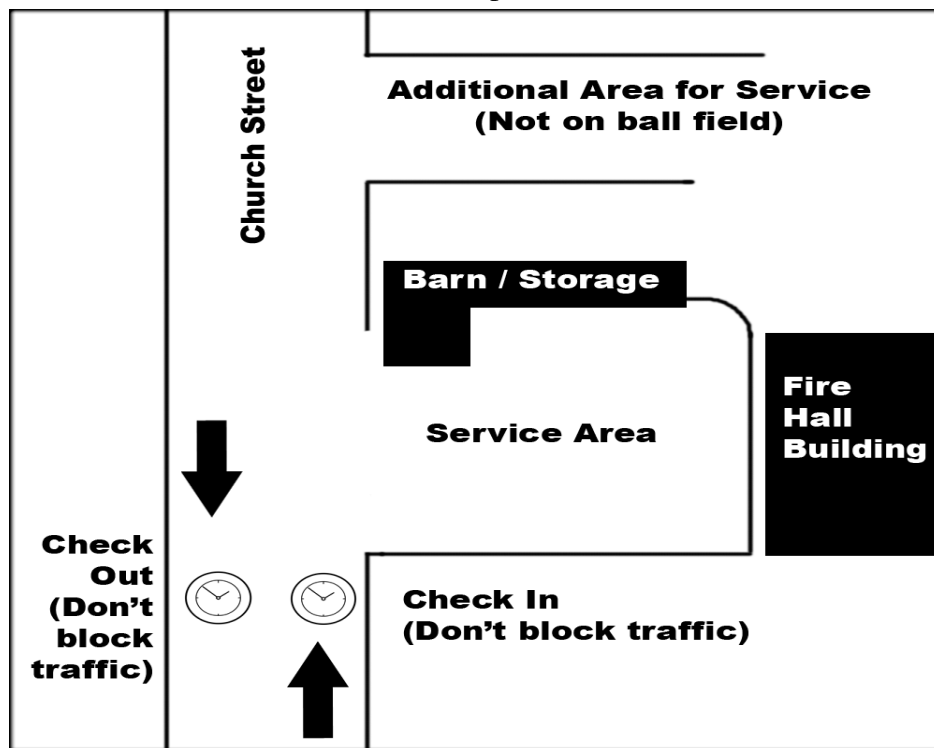 Church Street
Additional Area for Service
(Not on ball field)
Barn / Storage
Fire
Hall
Building
Service Area
Check
Out
(Don't
block
traffic)
Check In
(Don't block traffic)